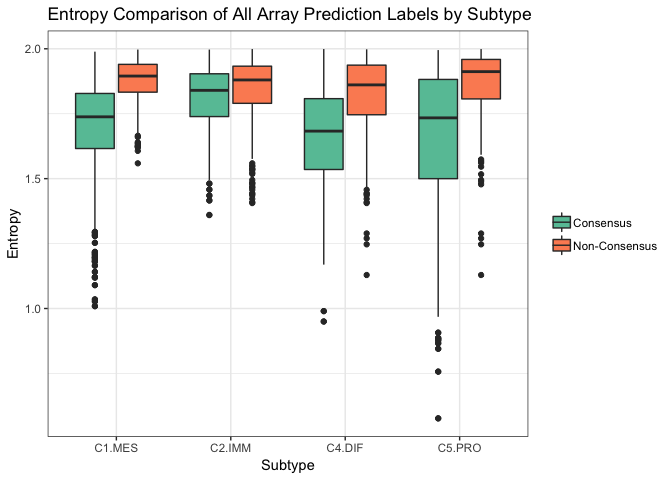 Entropy Comparison of All Array Prediction Labels by Subtype
2.0
1.5
1.0
Entropy
C1.MES C2.IMM C4.DIF C5.PRO
Subtype
Consensus
Non-Consensus